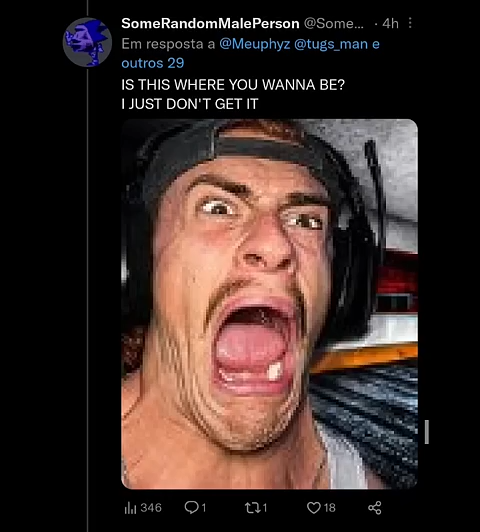 SomeRandomMalePerson @Some... · 4h
Em resposta a @Meuphyz @tugs_man e
outros 29
IS THIS WHERE YOU WANNA BE?
I JUST DON'T GET IT
346 1 1 18